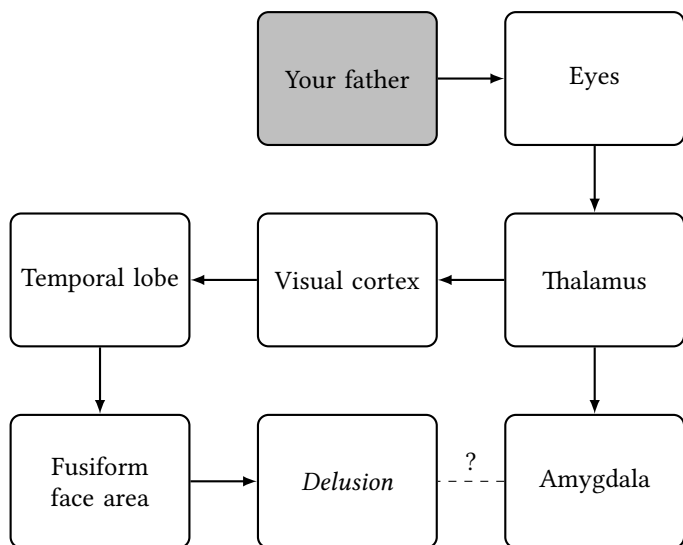 Your father
Eyes
Temporal lobe
Visual cortex
Thalamus
Fusiform
face area
Delusion
?
Amygdala